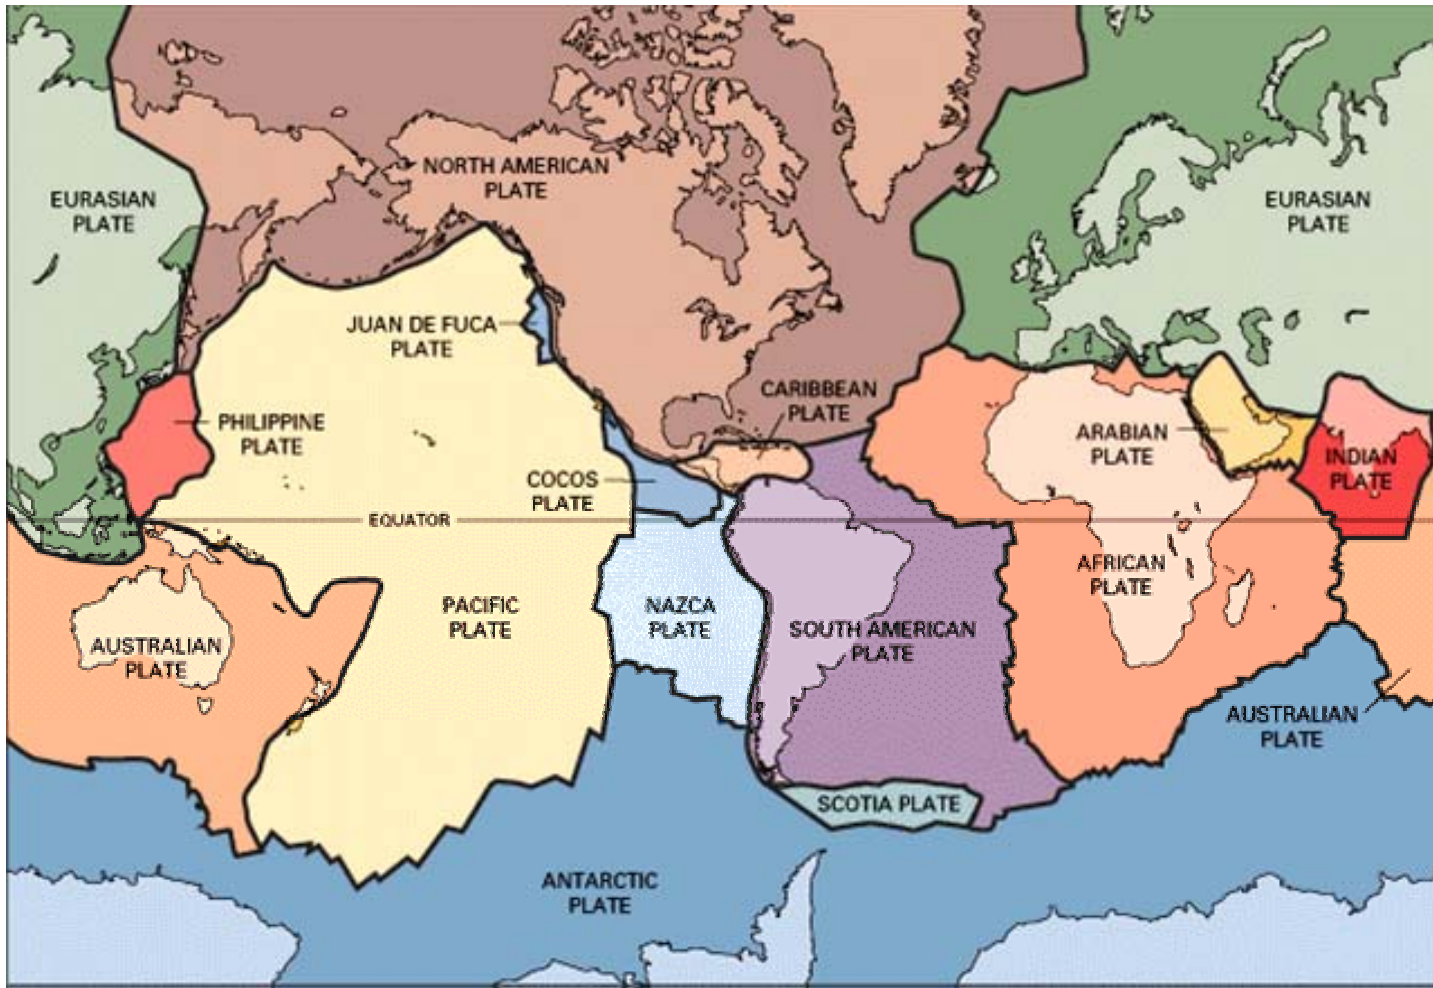 NORTH AMERICAN
PLATE
EURASIAN
PLATE
EURASIAN
PLATE
JUAN DE FUCA
PLATE
CARIBBEAN
PLATE
PHILIPPINE
PLATE
ARABIAN
PLATE
INDIAN
PLATE
COCOS
PLATE
EQUATOR
AFRICAN
PLATE
PACIFIC
PLATE
NAZCA
PLATE
SOUTH AMERICAN
PLATE
AUSTRALIAN
PLATE
AUSTRALIAN
PLATE
SCOTIA PLATE
ANTARCTIC
PLATE